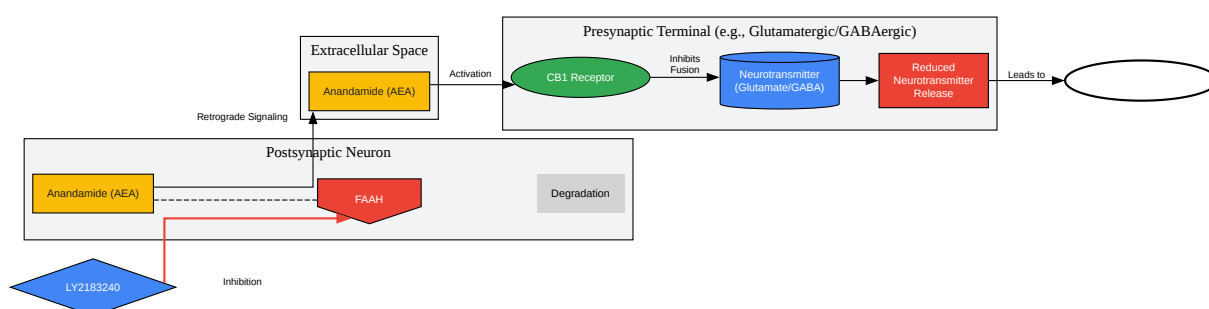 Presynaptic Terminal (e.g., Glutamatergic/GABAergic)
Extracellular Space
Anandamide (AEA)
Activation
CB1 Receptor
Inhibits
Fusion
Neurotransmitter
(Glutamate/GABA)
Reduced
Neurotransmitter
Release
Leads to
Retrograde Signaling
Postsynaptic Neuron
Anandamide (AEA)
FAAH
Degradation
LY2183240
Inhibition